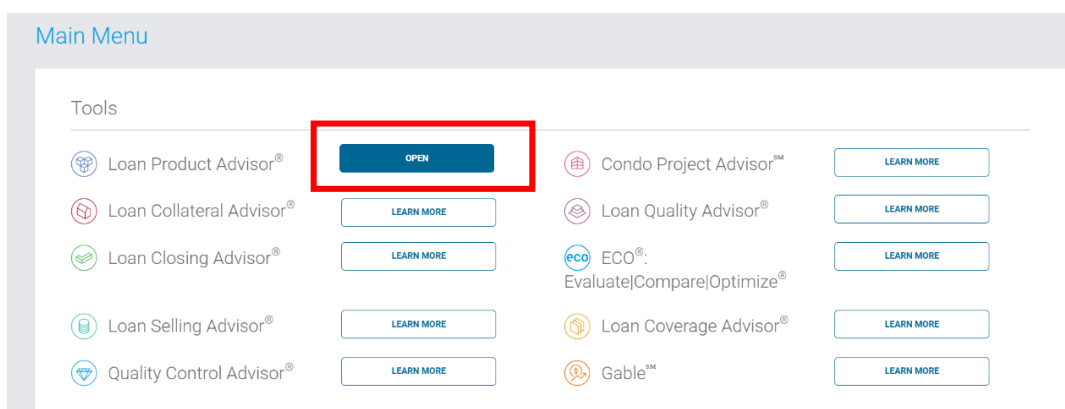 Main Menu
Tools
Loan Product Advisor®
OPEN
Condo Project Advisor℠
LEARN MORE
Loan Collateral Advisor®
LEARN MORE
Loan Quality Advisor®
LEARN MORE
Loan Closing Advisor®
LEARN MORE
eco
ECO®:
Evaluate|Compare|Optimize®
LEARN MORE
Loan Selling Advisor®
LEARN MORE
Loan Coverage Advisor®
LEARN MORE
Quality Control Advisor®
LEARN MORE
Gable℠
LEARN MORE